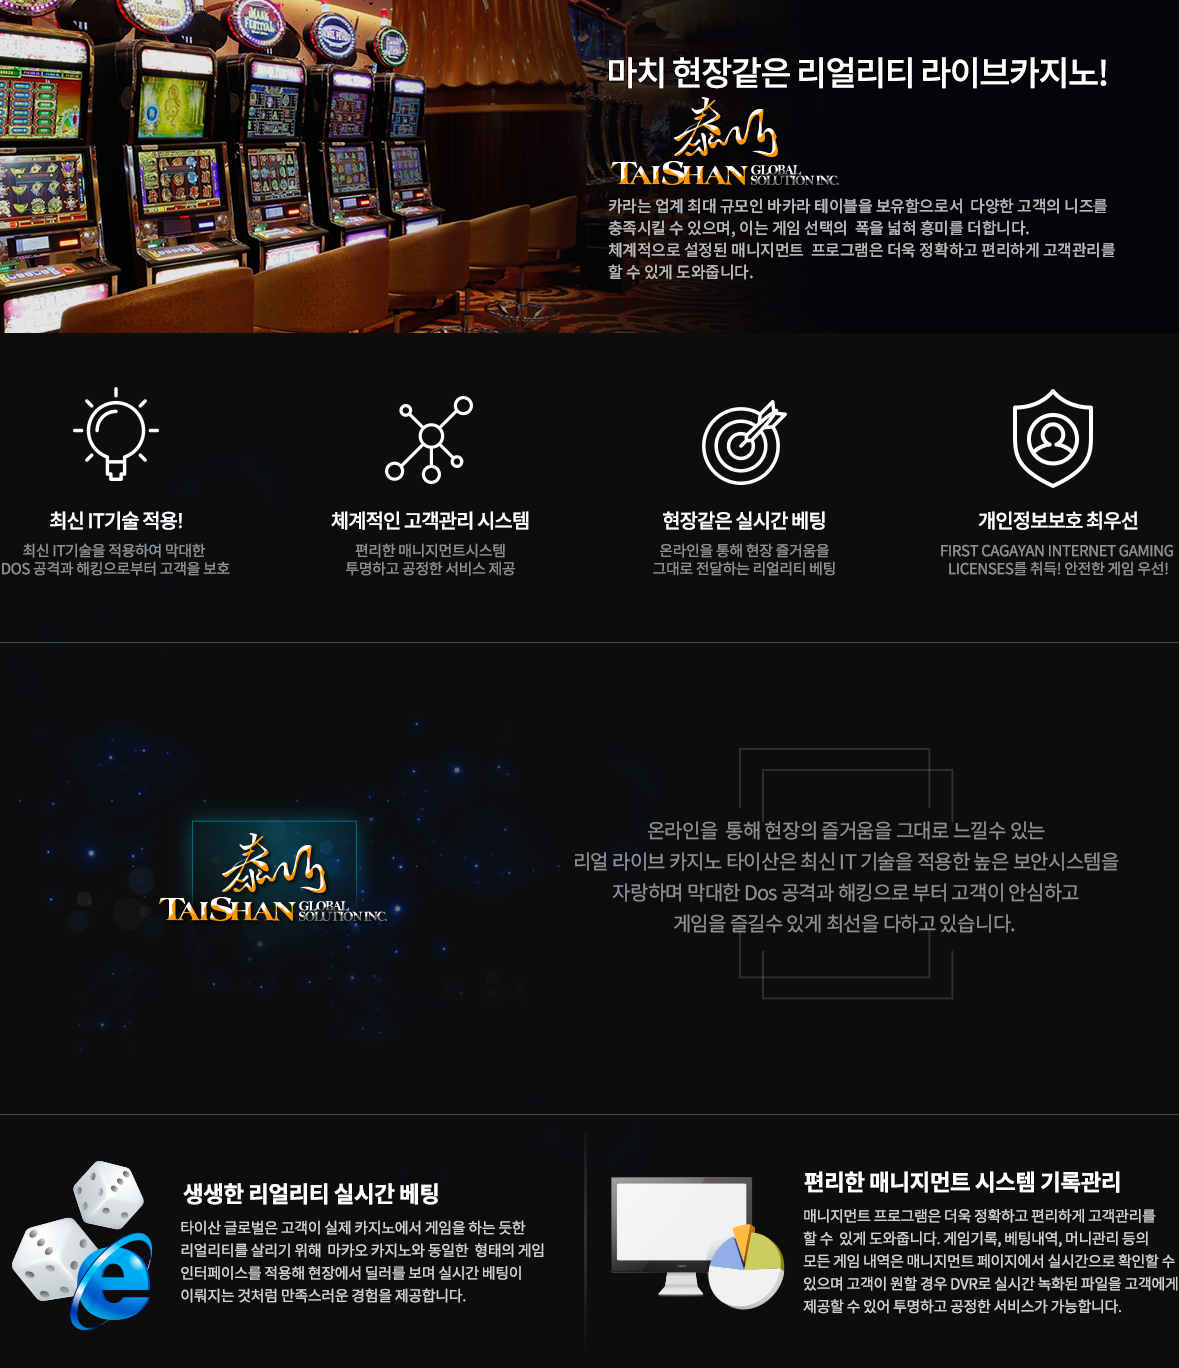 마치 현장같은 리얼리티 라이브카지노!
泰山
TAISHAN GLOBAL SOLUTION INC.
카라는 업계 최대 규모인 바카라 테이블을 보유함으로서 다양한 고객의 니즈를
충족시킬 수 있으며, 이는 게임 선택의 폭을 넓혀 흥미를 더합니다.
체계적으로 설정된 매니지먼트 프로그램은 더욱 정확하고 편리하게 고객관리를
할 수 있게 도와줍니다.
최신 IT기술 적용!
최신 IT기술을 적용하여 막대한
DOS 공격과 해킹으로부터 고객을 보호
체계적인 고객관리 시스템
편리한 매니지먼트시스템
투명하고 공정한 서비스 제공
현장같은 실시간 베팅
온라인을 통해 현장 즐거움을
그대로 전달하는 리얼리티 베팅
개인정보보호 최우선
FIRST CAGAYAN INTERNET GAMING
LICENSES를 취득! 안전한 게임 우선!
泰山
TAISHAN GLOBAL SOLUTION INC.
온라인을 통해 현장의 즐거움을 그대로 느낄수 있는
리얼 라이브 카지노 타이산은 최신 IT 기술을 적용한 높은 보안시스템을
자랑하며 막대한 Dos 공격과 해킹으로 부터 고객이 안심하고
게임을 즐길수 있게 최선을 다하고 있습니다.
생생한 리얼리티 실시간 베팅
타이산 글로벌은 고객이 실제 카지노에서 게임을 하는 듯한
리얼리티를 살리기 위해 마카오 카지노와 동일한 형태의 게임
인터페이스를 적용해 현장에서 딜러를 보며 실시간 베팅이
이뤄지는 것처럼 만족스러운 경험을 제공합니다.
편리한 매니지먼트 시스템 기록관리
매니지먼트 프로그램은 더욱 정확하고 편리하게 고객관리를
할 수 있게 도와줍니다. 게임기록, 베팅내역, 머니관리 등의
모든 게임 내역은 매니지먼트 페이지에서 실시간으로 확인할 수
있으며 고객이 원할 경우 DVR로 실시간 녹화된 파일을 고객에게
제공할 수 있어 투명하고 공정한 서비스가 가능합니다.